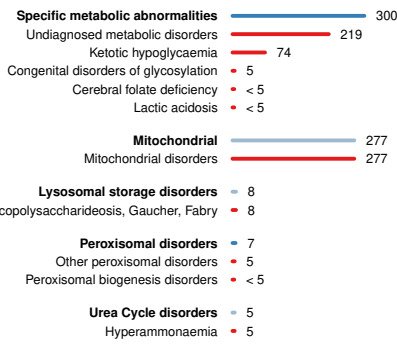 Specific metabolic abnormalities 300
Undiagnosed metabolic disorders 219
Ketotic hypoglycaemia 74
Congenital disorders of glycosylation 5
Cerebral folate deficiency < 5
Lactic acidosis < 5
Mitochondrial 277
Mitochondrial disorders 277
Lysosomal storage disorders 8
copolysaccharideosis, Gaucher, Fabry 8
Peroxisomal disorders 7
Other peroxisomal disorders 5
Peroxisomal biogenesis disorders < 5
Urea Cycle disorders 5
Hyperammonaemia 5